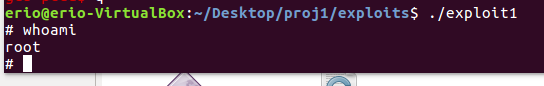 erio@erio-VirtualBox:~/Desktop/proj1/exploits$ ./exploit1
# whoami
root
#